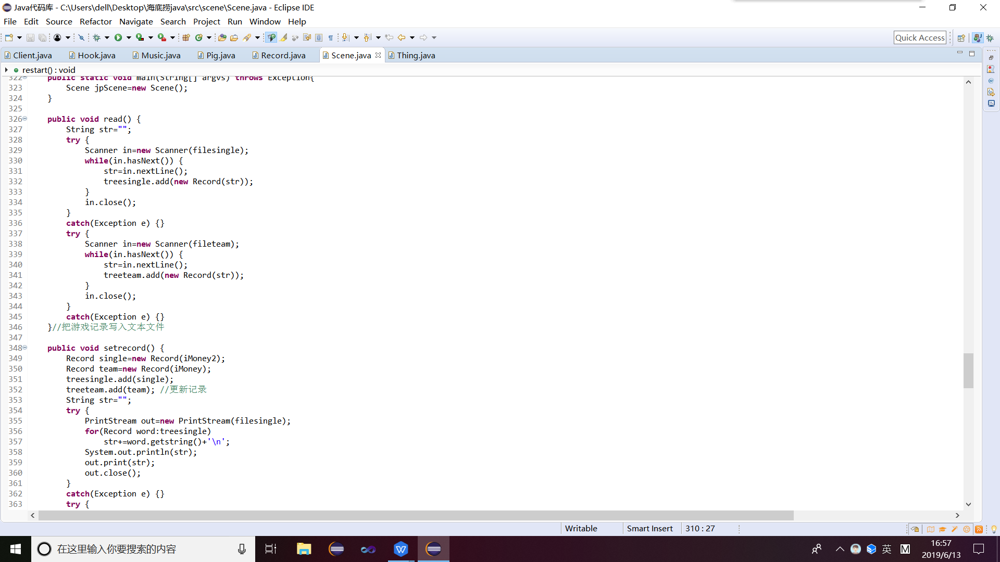 Java代码库 - C:\Users\dell\Desktop\海底捞java\src\scene\Scene.java - Eclipse IDE
File Edit Source Refactor Navigate Search Project Run Window Help
Quick Access
Client.java Hook.java Music.java Pig.java Record.java Scene.java Thing.java
restart() : void
322 public static void main(String[] argvs) throws Exception{
323 Scene jpScene=new Scene();
324 }
325
326 public void read() {
327 String str="";
328 try {
329 Scanner in=new Scanner(filesingle);
330 while(in.hasNext()) {
331 str=in.nextLine();
332 treesingle.add(new Record(str));
333 }
334 in.close();
335 }
336 catch(Exception e) {}
337 try {
338 Scanner in=new Scanner(fileteam);
339 while(in.hasNext()) {
340 str=in.nextLine();
341 treeteam.add(new Record(str));
342 }
343 in.close();
344 }
345 catch(Exception e) {}
346 }//把游戏记录写入文本文件
347
348 public void setrecord() {
349 Record single=new Record(iMoney2);
350 Record team=new Record(iMoney);
351 treesingle.add(single);
352 treeteam.add(team); //更新记录
353 String str="";
354 try {
355 PrintStream out=new PrintStream(filesingle);
356 for(Record word:treesingle)
357 str+=word.getstring()+'\n';
358 System.out.println(str);
359 out.print(str);
360 out.close();
361 }
362 catch(Exception e) {}
363 try {
Writable Smart Insert 310 : 27
在这里输入你要搜索的内容
英 M
16:57
2019/6/13